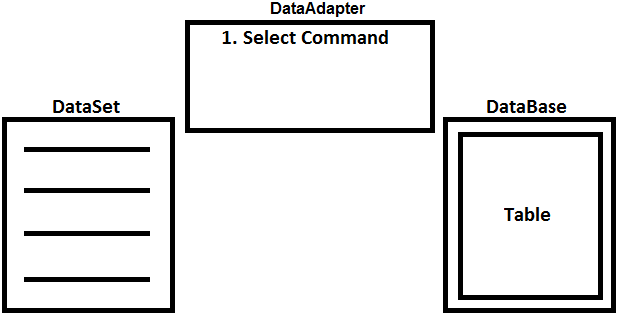 DataAdapter
1. Select Command
DataSet
DataBase
Table